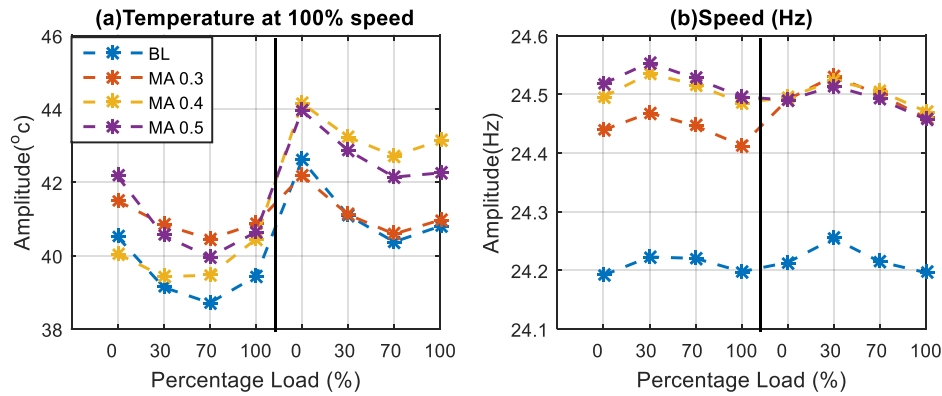 (a)Temperature at 100% speed
46
44
42
40
38
Amplitude(°c)
BL
MA 0.3
MA 0.4
MA 0.5
0 30 70 100 0 30 70 100
Percentage Load (%)
(b)Speed (Hz)
24.6
24.5
24.4
24.3
24.2
24.1
Amplitude(Hz)
0 30 70 100 0 30 70 100
Percentage Load (%)